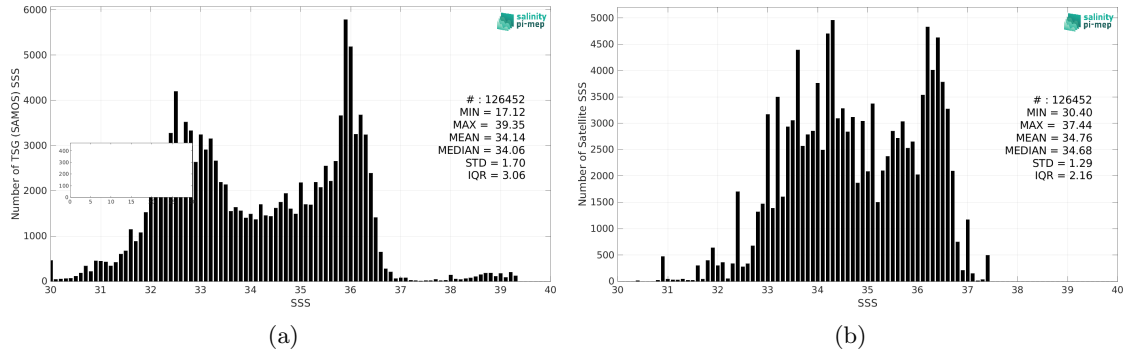 6000
5000
4000
3000
2000
1000
0
Number of TSG (SAMOS) SSS
salinity
pi-mep
# : 126452
MIN = 17.12
MAX = 39.35
MEAN = 34.14
MEDIAN = 34.06
STD = 1.70
IQR = 3.06
400
300
200
100
0
0 5 10 15 20 25
30 31 32 33 34 35 36 37 38 39 40
SSS
(a)
5000
4500
4000
3500
3000
2500
2000
1500
1000
500
0
Number of Satellite SSS
salinity
pi-mep
# : 126452
MIN = 30.40
MAX = 37.44
MEAN = 34.76
MEDIAN = 34.68
STD = 1.29
IQR = 2.16
30 31 32 33 34 35 36 37 38 39 40
SSS
(b)